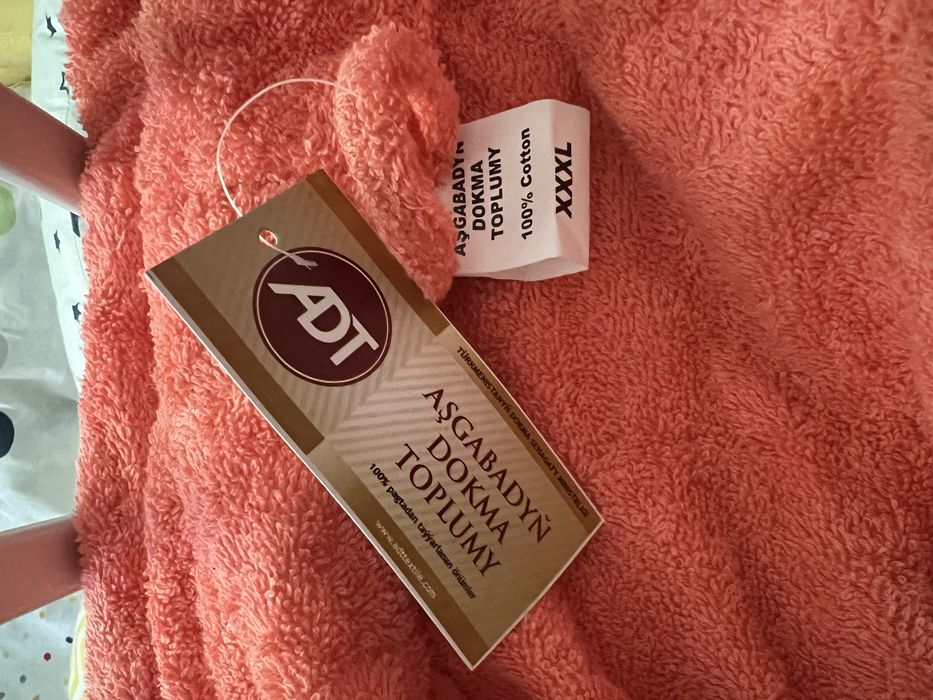 AŞGABADYŇ
DOKMA
TOPLUMY
100% Cotton
XXXL
ADT
TÜRKMENISTANYŇ DOKMA SENAGATY MINISTRLIGI
AŞGABADYŇ
DOKMA
TOPLUMY
100% pagtadan taýýarlanan önümler
www.adttextile.com